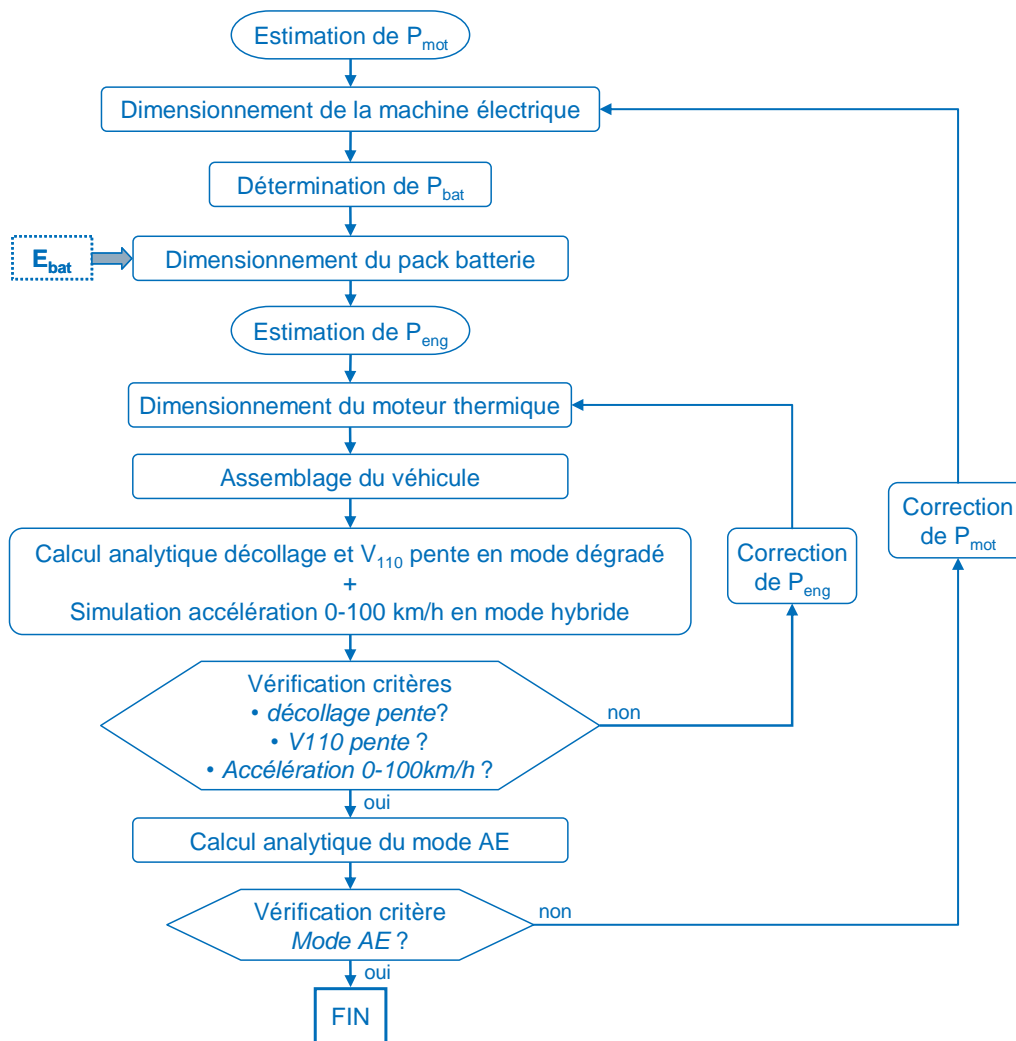 Estimation de Pmot
Dimensionnement de la machine électrique
Détermination de Pbat
Ebat
Dimensionnement du pack batterie
Estimation de Peng
Dimensionnement du moteur thermique
Assemblage du véhicule
Correction
de Pmot
Calcul analytique décollage et V110 pente en mode dégradé
+
Simulation accélération 0-100 km/h en mode hybride
Correction
de Peng
Vérification critères
• décollage pente?
• V110 pente ?
• Accélération 0-100km/h ?
non
oui
Calcul analytique du mode AE
Vérification critère
Mode AE ?
non
oui
FIN